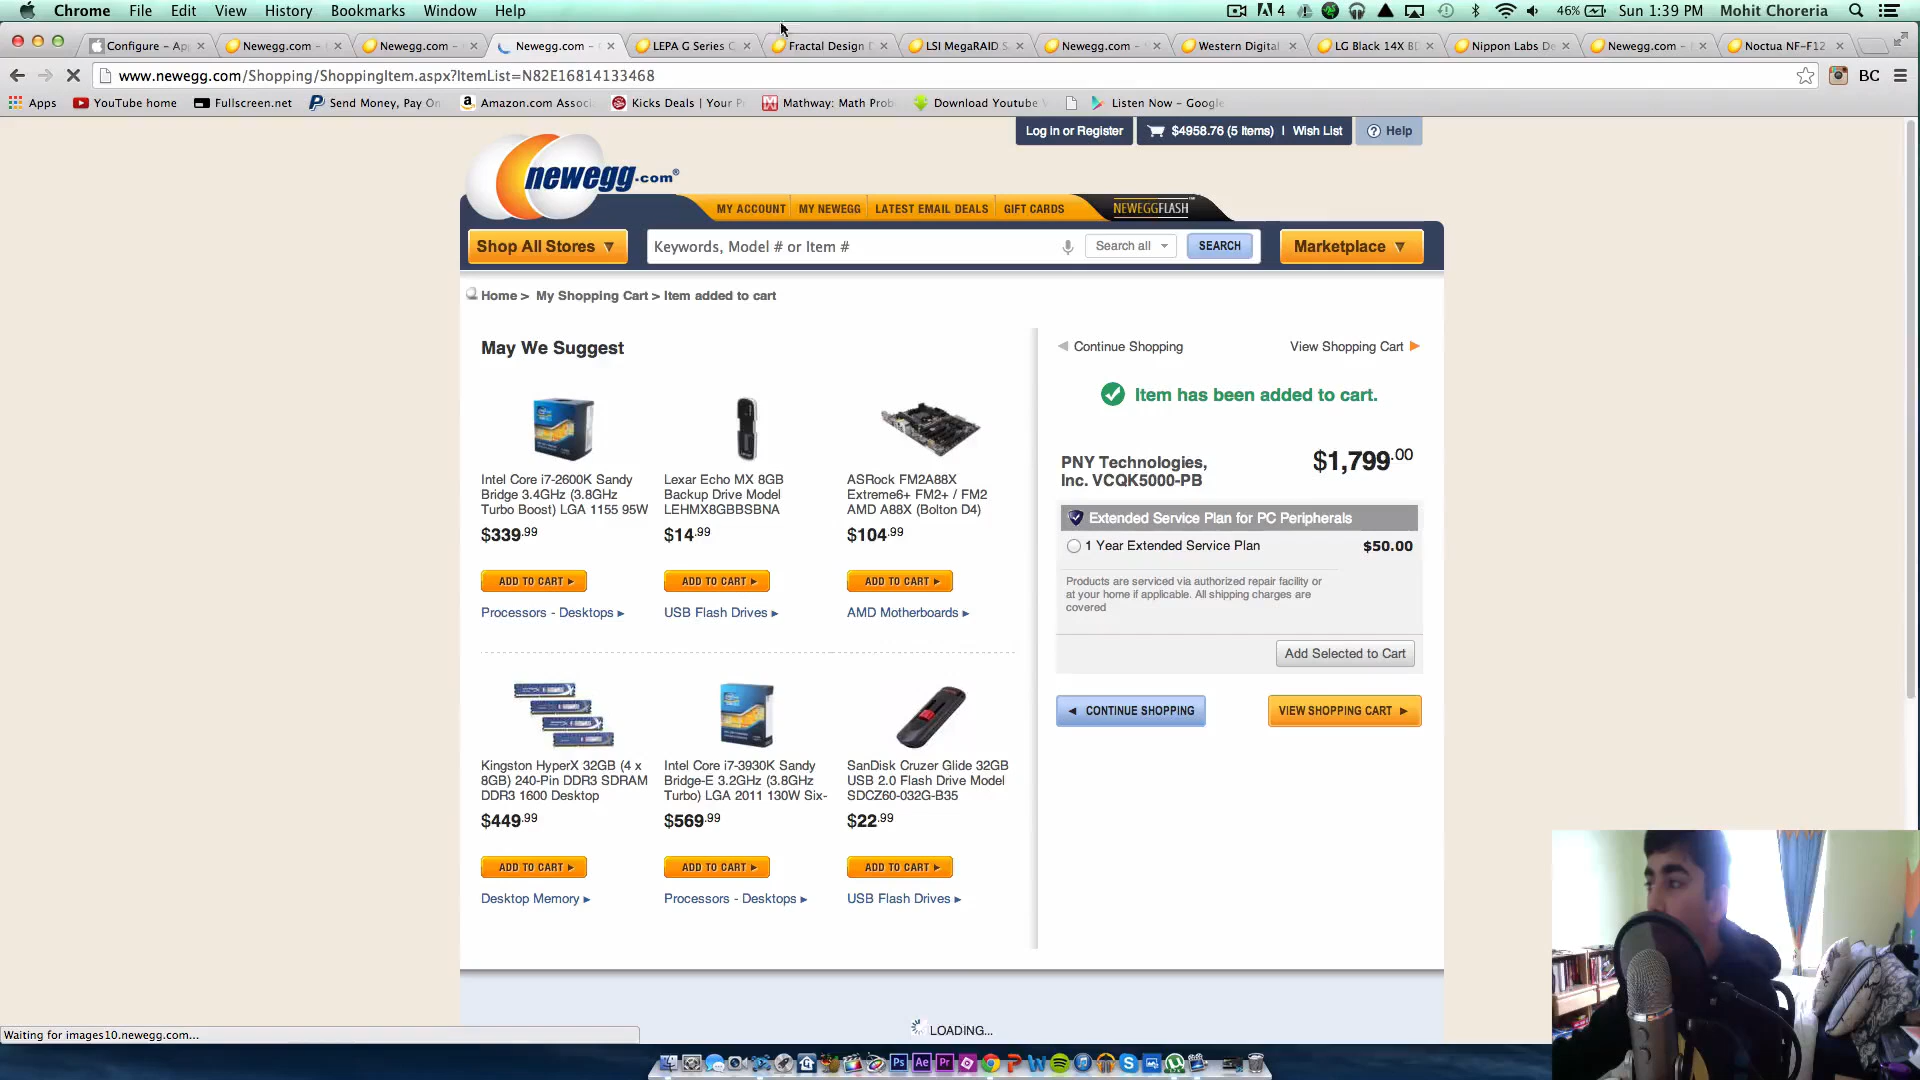 Chrome File Edit View History Bookmarks Window Help
4 46% Sun 1:39 PM Mohit Choreria
Configure – Ap Newegg.com – Newegg.com – Newegg.com – LEPA G Series C Fractal Design LSI MegaRAID S Newegg.com – Western Digital LG Black 14X BD Nippon Labs De Newegg.com – Noctua NF-F12
www.newegg.com/Shopping/ShoppingItem.aspx?ItemList=N82E16814133468
BC
Apps YouTube home Fullscreen.net Send Money, Pay On Amazon.com Assoc Kicks Deals | Your P Mathway: Math Prob Download Youtube Listen Now – Google
Log in or Register $4958.76 (5 Items) | Wish List Help
newegg.com®
MY ACCOUNT MY NEWEGG LATEST EMAIL DEALS GIFT CARDS NEWEGGFLASH
Shop All Stores Keywords, Model # or Item # Search all SEARCH Marketplace
Home > My Shopping Cart > Item added to cart
May We Suggest
Intel Core i7-2600K Sandy
Bridge 3.4GHz (3.8GHz
Turbo Boost) LGA 1155 95W
$339.99
ADD TO CART
Processors - Desktops
Lexar Echo MX 8GB
Backup Drive Model
LEHMX8GBBSBNA
$14.99
ADD TO CART
USB Flash Drives
ASRock FM2A88X
Extreme6+ FM2+ / FM2
AMD A88X (Bolton D4)
$104.99
ADD TO CART
AMD Motherboards
Kingston HyperX 32GB (4 x
8GB) 240-Pin DDR3 SDRAM
DDR3 1600 Desktop
$449.99
ADD TO CART
Desktop Memory
Intel Core i7-3930K Sandy
Bridge-E 3.2GHz (3.8GHz
Turbo) LGA 2011 130W Six-
$569.99
ADD TO CART
Processors - Desktops
SanDisk Cruzer Glide 32GB
USB 2.0 Flash Drive Model
SDCZ60-032G-B35
$22.99
ADD TO CART
USB Flash Drives
Continue Shopping View Shopping Cart
Item has been added to cart.
PNY Technologies,
Inc. VCQK5000-PB
$1,799.00
Extended Service Plan for PC Peripherals
1 Year Extended Service Plan $50.00
Products are serviced via authorized repair facility or
at your home if applicable. All shipping charges are
covered
Add Selected to Cart
CONTINUE SHOPPING VIEW SHOPPING CART
LOADING...
Waiting for images10.newegg.com...
Ps Ae Pr